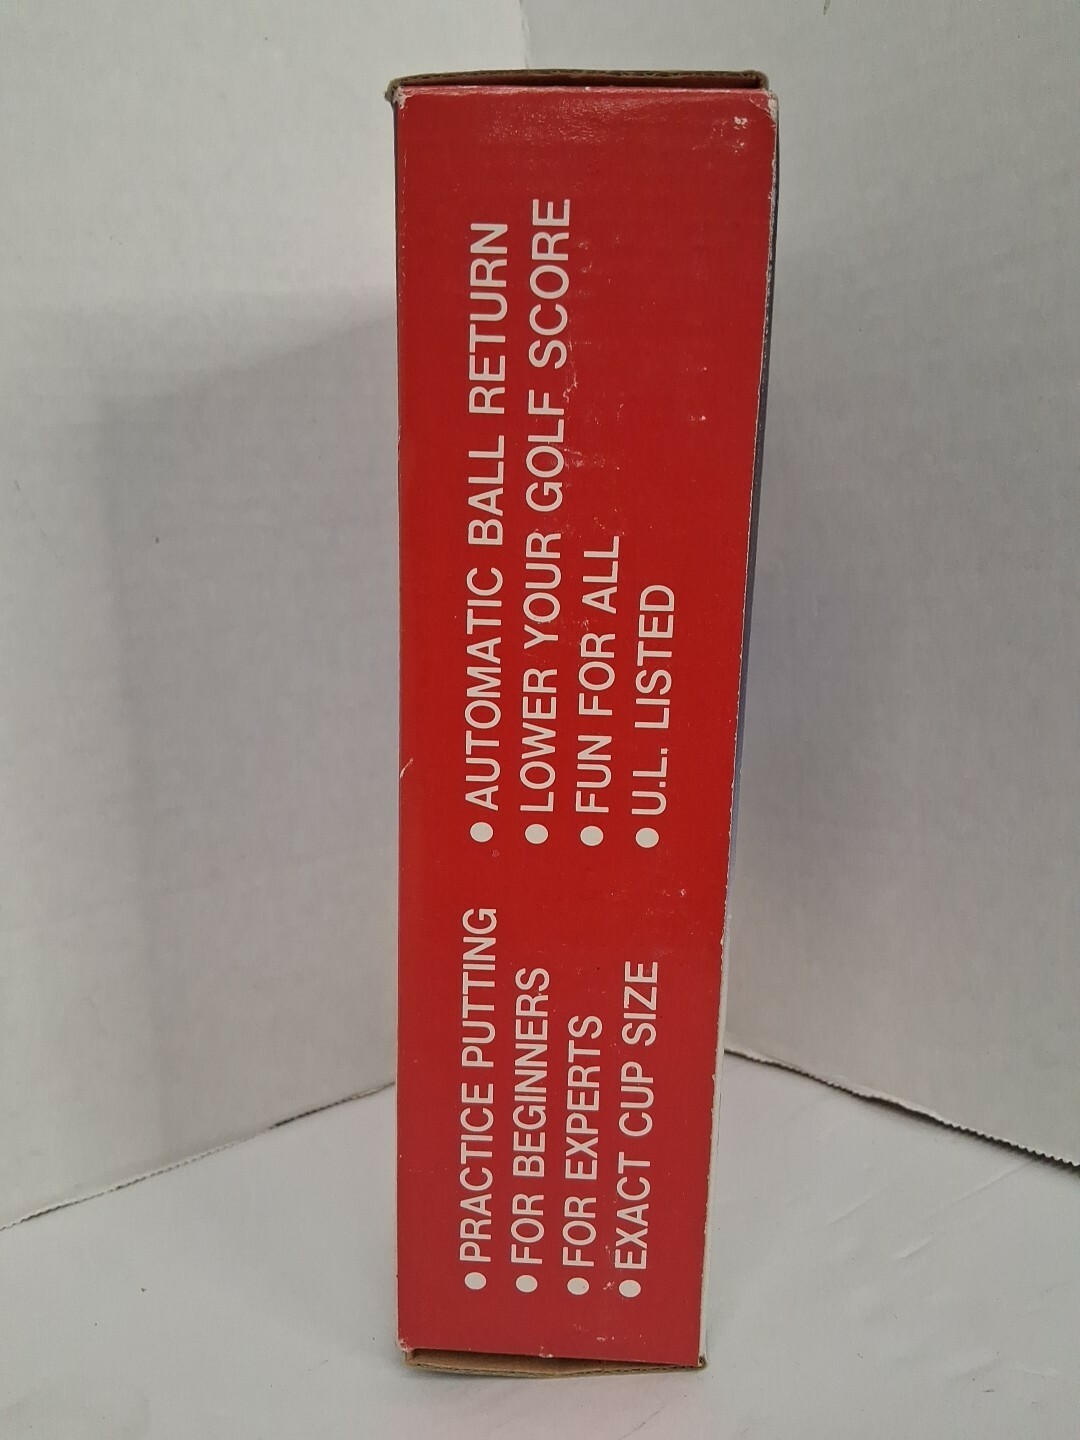 • PRACTICE PUTTING
• FOR BEGINNERS
• FOR EXPERTS
• EXACT CUP SIZE
• AUTOMATIC BALL RETURN
• LOWER YOUR GOLF SCORE
• FUN FOR ALL
• U.L. LISTED